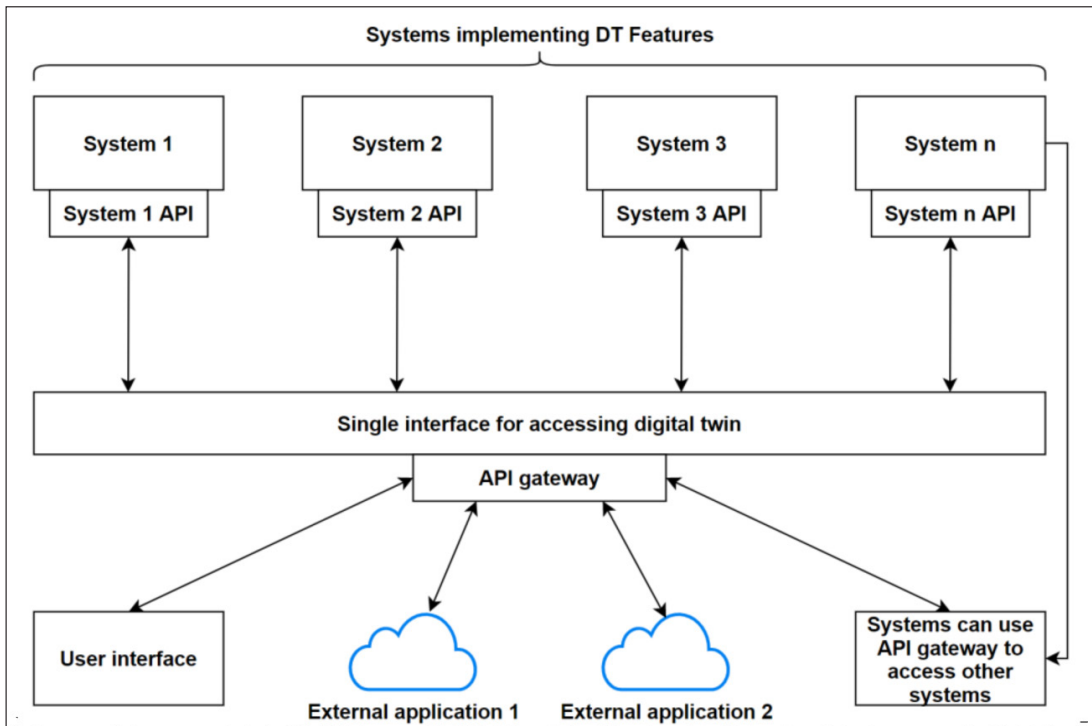 Systems implementing DT Features
System 1
System 2
System 3
System n
System 1 API
System 2 API
System 3 API
System n API
Single interface for accessing digital twin
API gateway
User interface
External application 1
External application 2
Systems can use
API gateway to
access other
systems